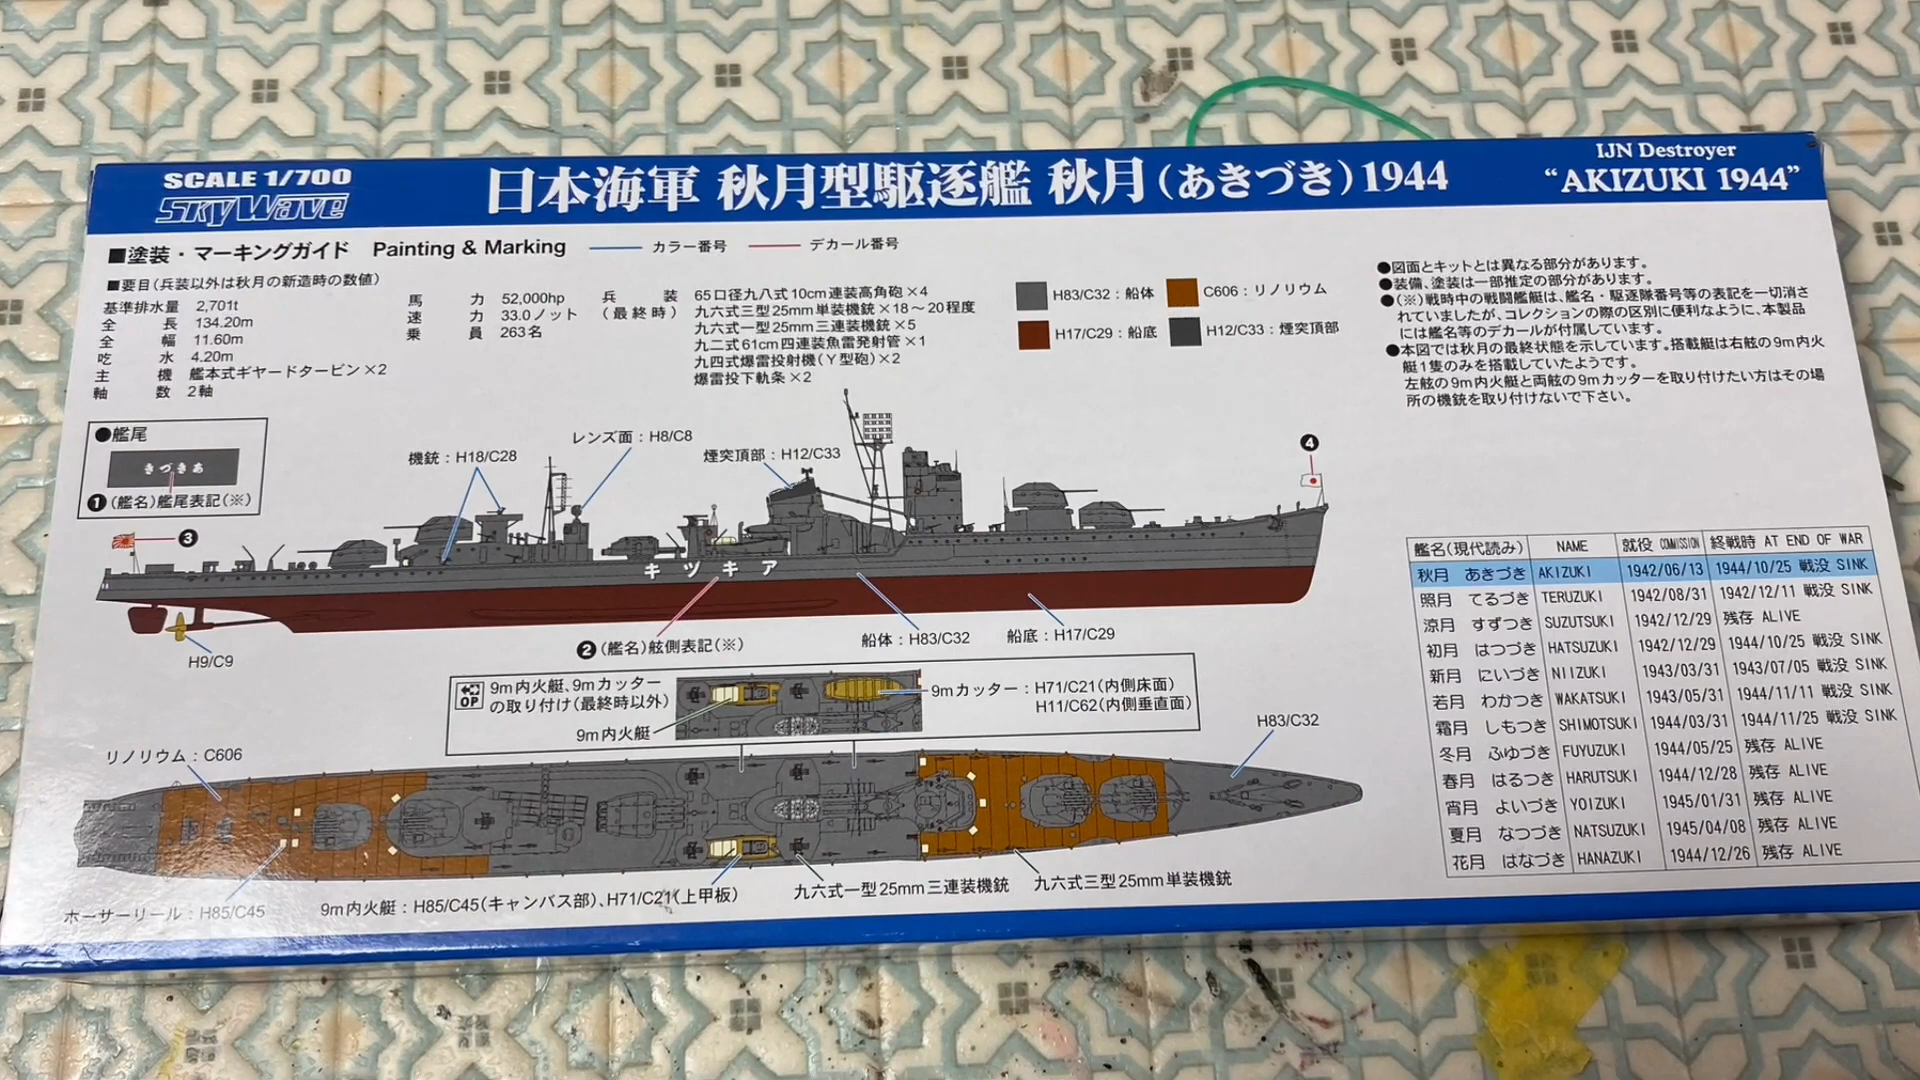 SCALE 1/700
SkyWave
日本海軍 秋月型駆逐艦 秋月(あきづき)1944
IJN Destroyer
“AKIZUKI 1944”
■塗装・マーキングガイド Painting & Marking カラー番号 デカール番号
■要目(兵装以外は秋月の新造時の数値)
基準排水量 2,701t
全長 134.20m
全幅 11.60m
吃水 4.20m
主機 艦本式ギヤードタービン×2
軸数 2軸
馬力 52,000hp
速力 33.0ノット
乗員 263名
兵装 65口径九八式10cm連装高角砲×4
(最終時) 九六式三型25mm単装機銃×18～20程度
九六式一型25mm三連装機銃×5
九二式61cm四連装魚雷発射管×1
九四式爆雷投射機(Y型砲)×2
爆雷投下軌条×2
H83/C32：船体
C606：リノリウム
H17/C29：船底
H12/C33：煙突頂部
●図面とキットとは異なる部分があります。
●装備、塗装は一部推定の部分があります。
●(※)戦時中の戦闘艦艇は、艦名・駆逐隊番号等の表記を一切消さ
れていましたが、コレクションの際の区別に便利なように、本製品
には艦名等のデカールが付属しています。
●本図では秋月の最終状態を示しています。搭載艇は右舷の9m内火
艇1隻のみを搭載していたようです。
左舷の9m内火艇と両舷の9mカッターを取り付けたい方はその場
所の機銃を取り付けないで下さい。
●艦尾
きづきあ
❶(艦名)艦尾表記(※)
機銃：H18/C28
レンズ面：H8/C8
煙突頂部：H12/C33
❹
❸
キヅキア
H9/C9
❷(艦名)舷側表記(※)
船体：H83/C32
船底：H17/C29
OP
9m内火艇、9mカッター
の取り付け(最終時以外)
9m内火艇
9mカッター：H71/C21(内側床面)
H11/C62(内側垂直面)
H83/C32
リノリウム：C606
ホーサーリール：H85/C45
9m内火艇：H85/C45(キャンバス部)、H71/C21(上甲板)
九六式一型25mm三連装機銃
九六式三型25mm単装機銃
艦名(現代読み) NAME 就役 COMMISSION 終戦時 AT END OF WAR
秋月 あきづき AKIZUKI 1942/06/13 1944/10/25 戦没 SINK
照月 てるづき TERUZUKI 1942/08/31 1942/12/11 戦没 SINK
涼月 すずつき SUZUTSUKI 1942/12/29 残存 ALIVE
初月 はつづき HATSUZUKI 1942/12/29 1944/10/25 戦没 SINK
新月 にいづき NIIZUKI 1943/03/31 1943/07/05 戦没 SINK
若月 わかつき WAKATSUKI 1943/05/31 1944/11/11 戦没 SINK
霜月 しもつき SHIMOTSUKI 1944/03/31 1944/11/25 戦没 SINK
冬月 ふゆづき FUYUZUKI 1944/05/25 残存 ALIVE
春月 はるつき HARUTSUKI 1944/12/28 残存 ALIVE
宵月 よいづき YOIZUKI 1945/01/31 残存 ALIVE
夏月 なつづき NATSUZUKI 1945/04/08 残存 ALIVE
花月 はなづき HANAZUKI 1944/12/26 残存 ALIVE